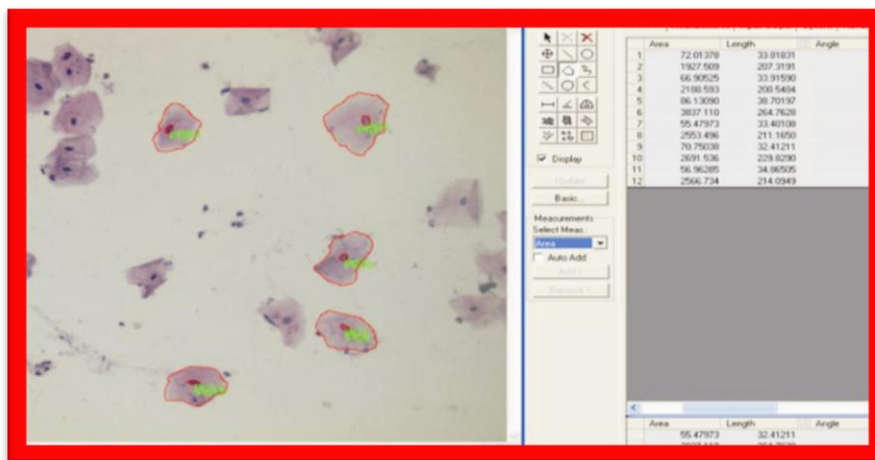 Area Length Angle
1 72.01378 33.81831
2 1927.509 207.3191
3 66.90525 33.91590
4 2188.593 200.5484
5 86.13090 38.70197
6 3837.110 264.7628
7 55.47973 33.40108
8 2553.496 211.1650
9 70.75038 32.41211
10 2691.536 229.8290
11 56.96285 34.86505
12 2566.734 214.0949
Display
Update
Basic...
Measurements
Select Meas.:
Area
Auto Add
Area Length Angle
55.47973 32.41211